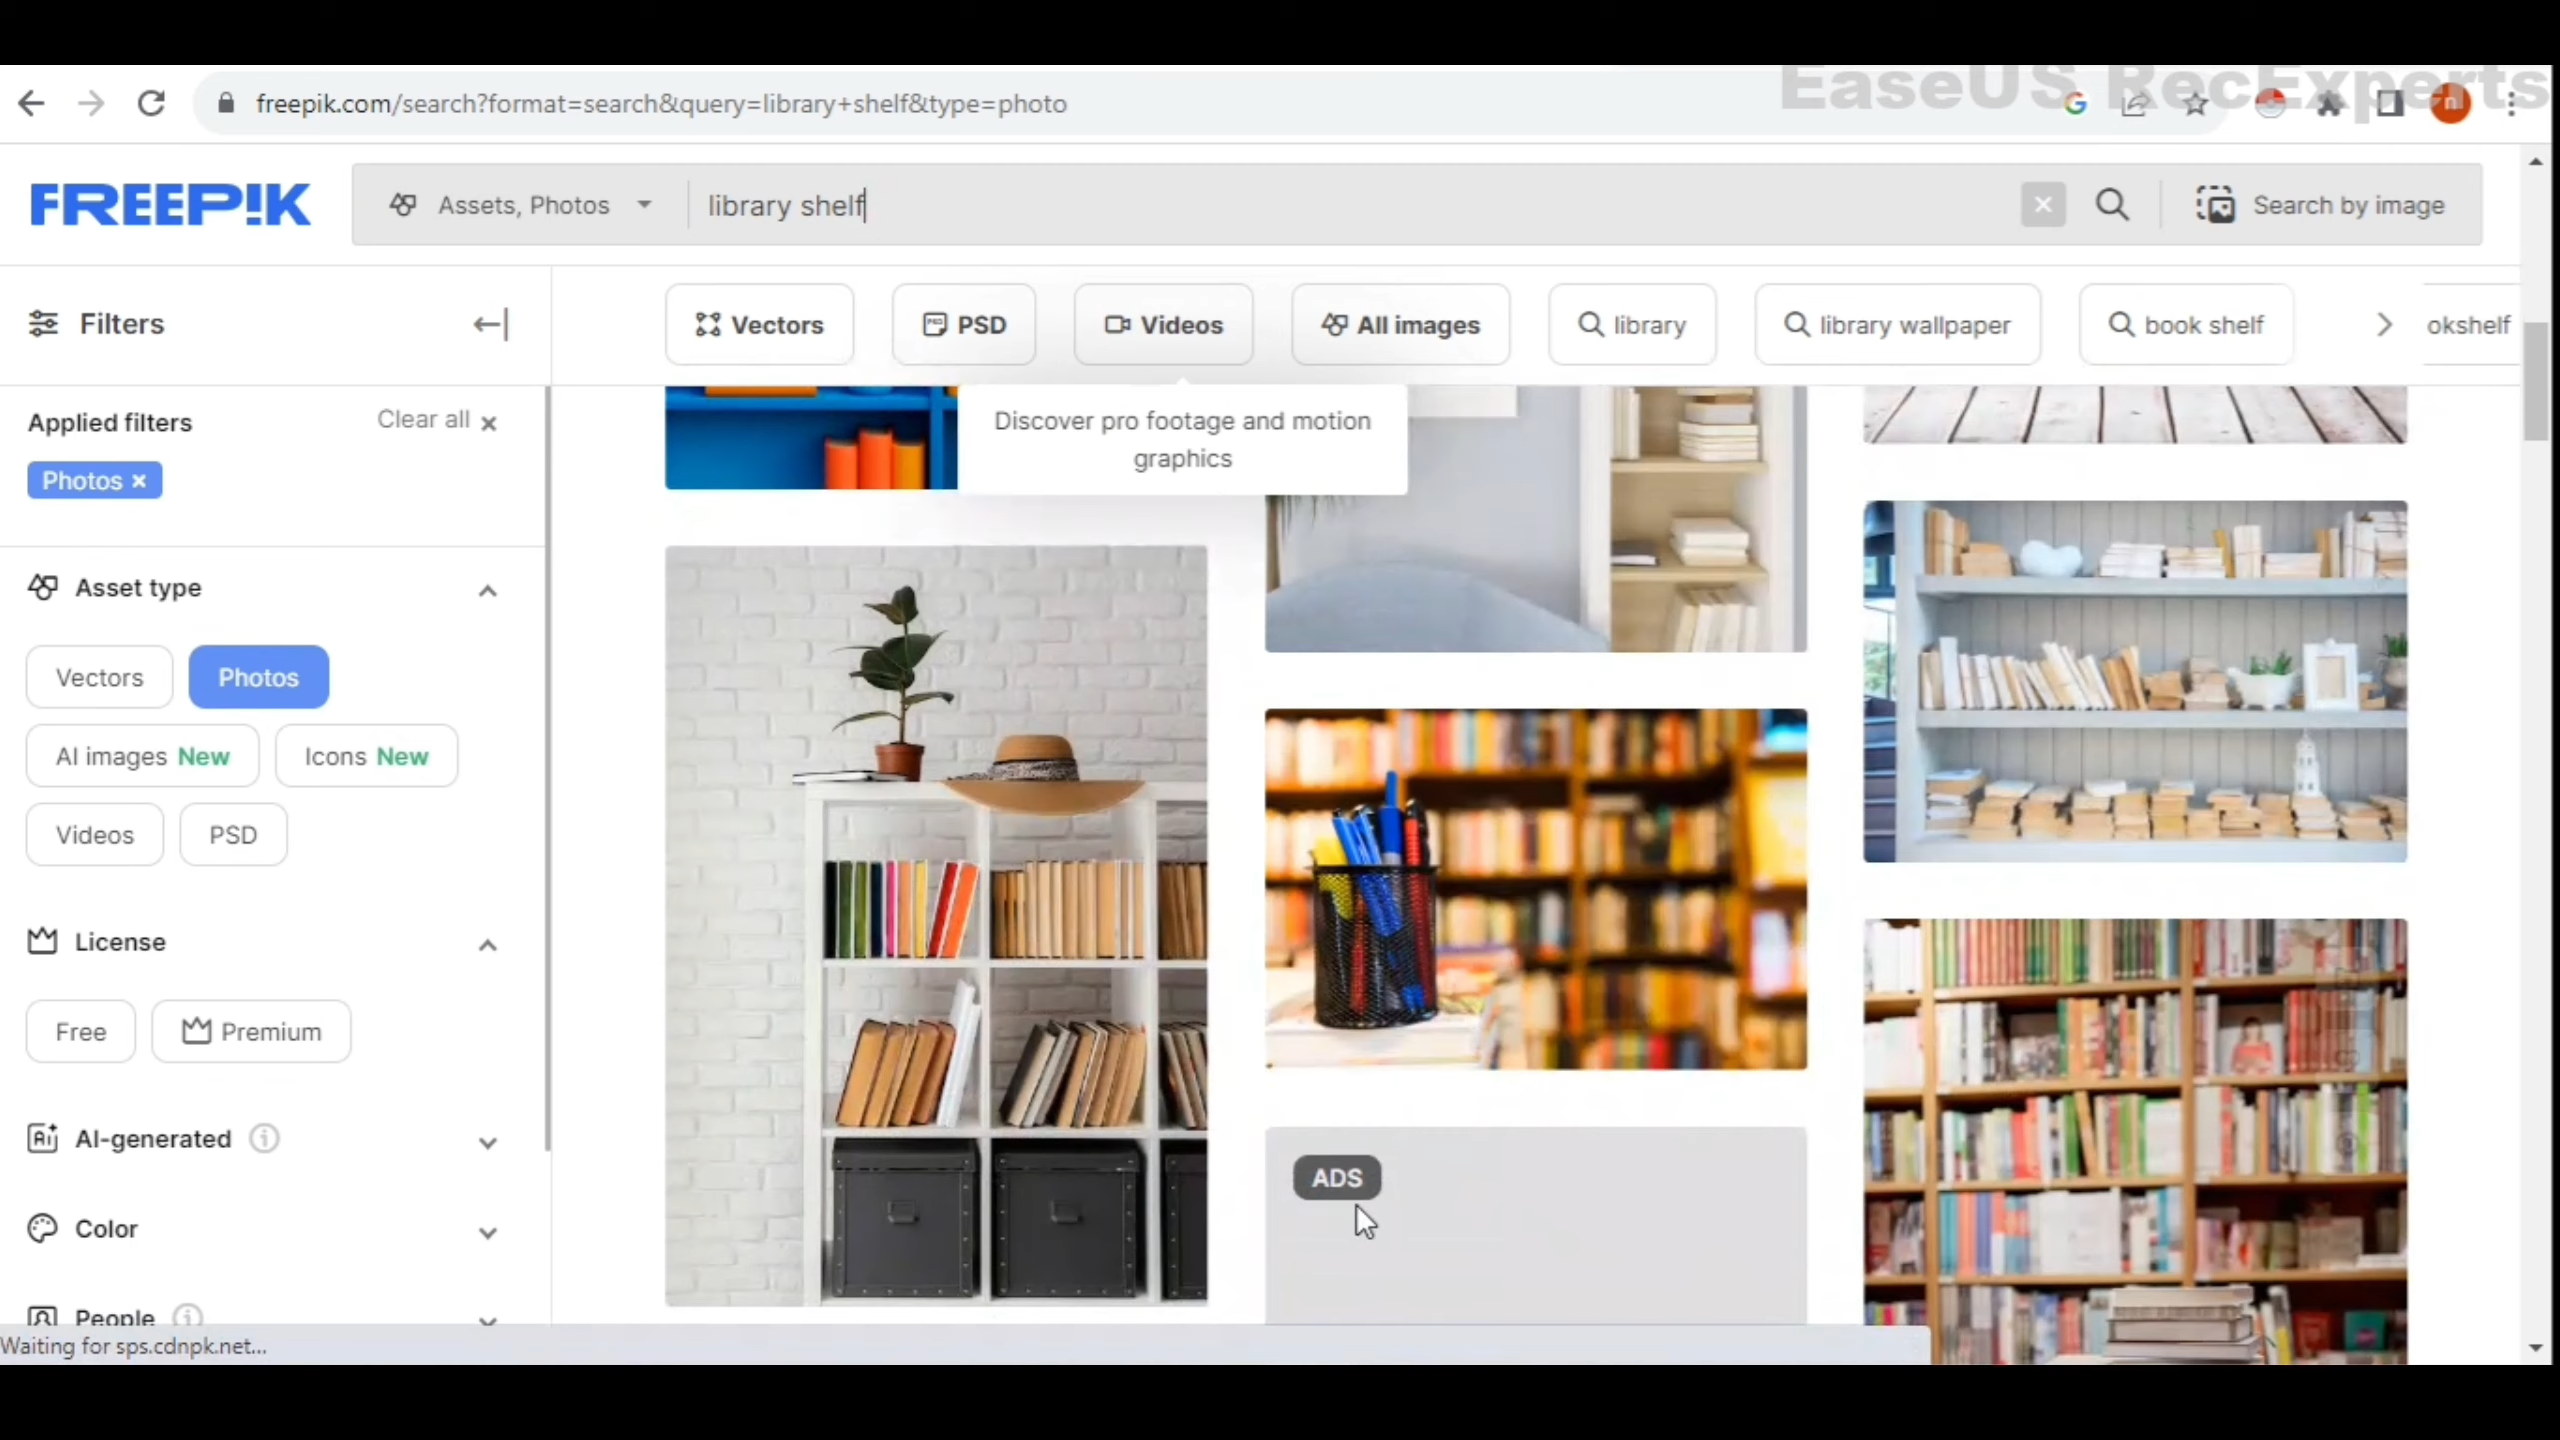 EaseUS RecExperts
freepik.com/search?format=search&query=library+shelf&type=photo
n
FREEP!K
Assets, Photos
library shelf
Search by image
Filters
Vectors
PSD
Videos
All images
library
library wallpaper
book shelf
okshelf
Applied filters
Clear all
Photos
Discover pro footage and motion
graphics
Asset type
Vectors
Photos
AI images New
Icons New
Videos
PSD
License
Free
Premium
AI-generated
Color
People
ADS
Waiting for sps.cdnpk.net...